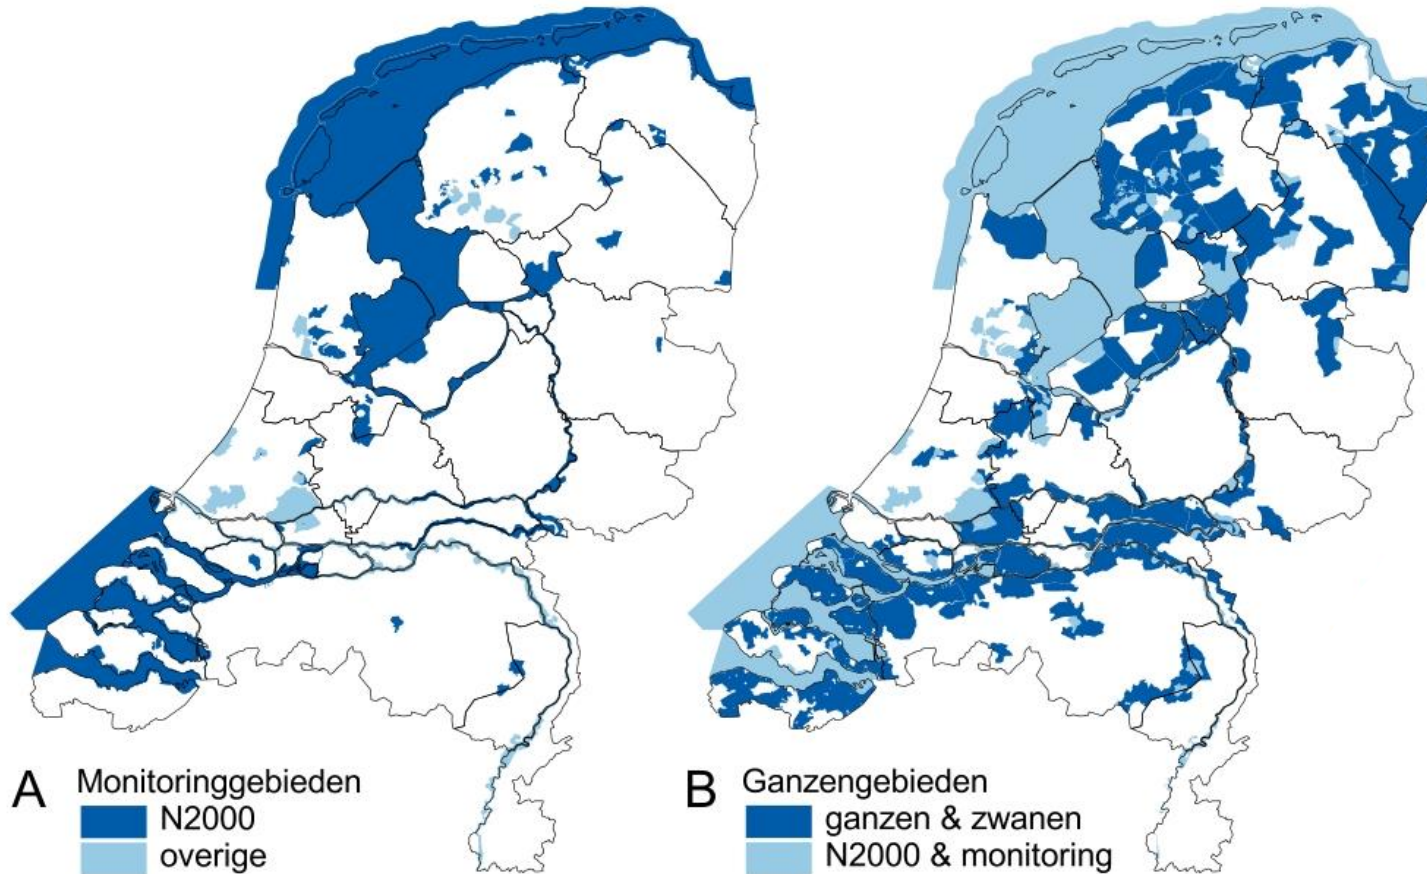 A Monitoringgebieden
N2000
overige
B Ganzengebieden
ganzen & zwanen
N2000 & monitoring